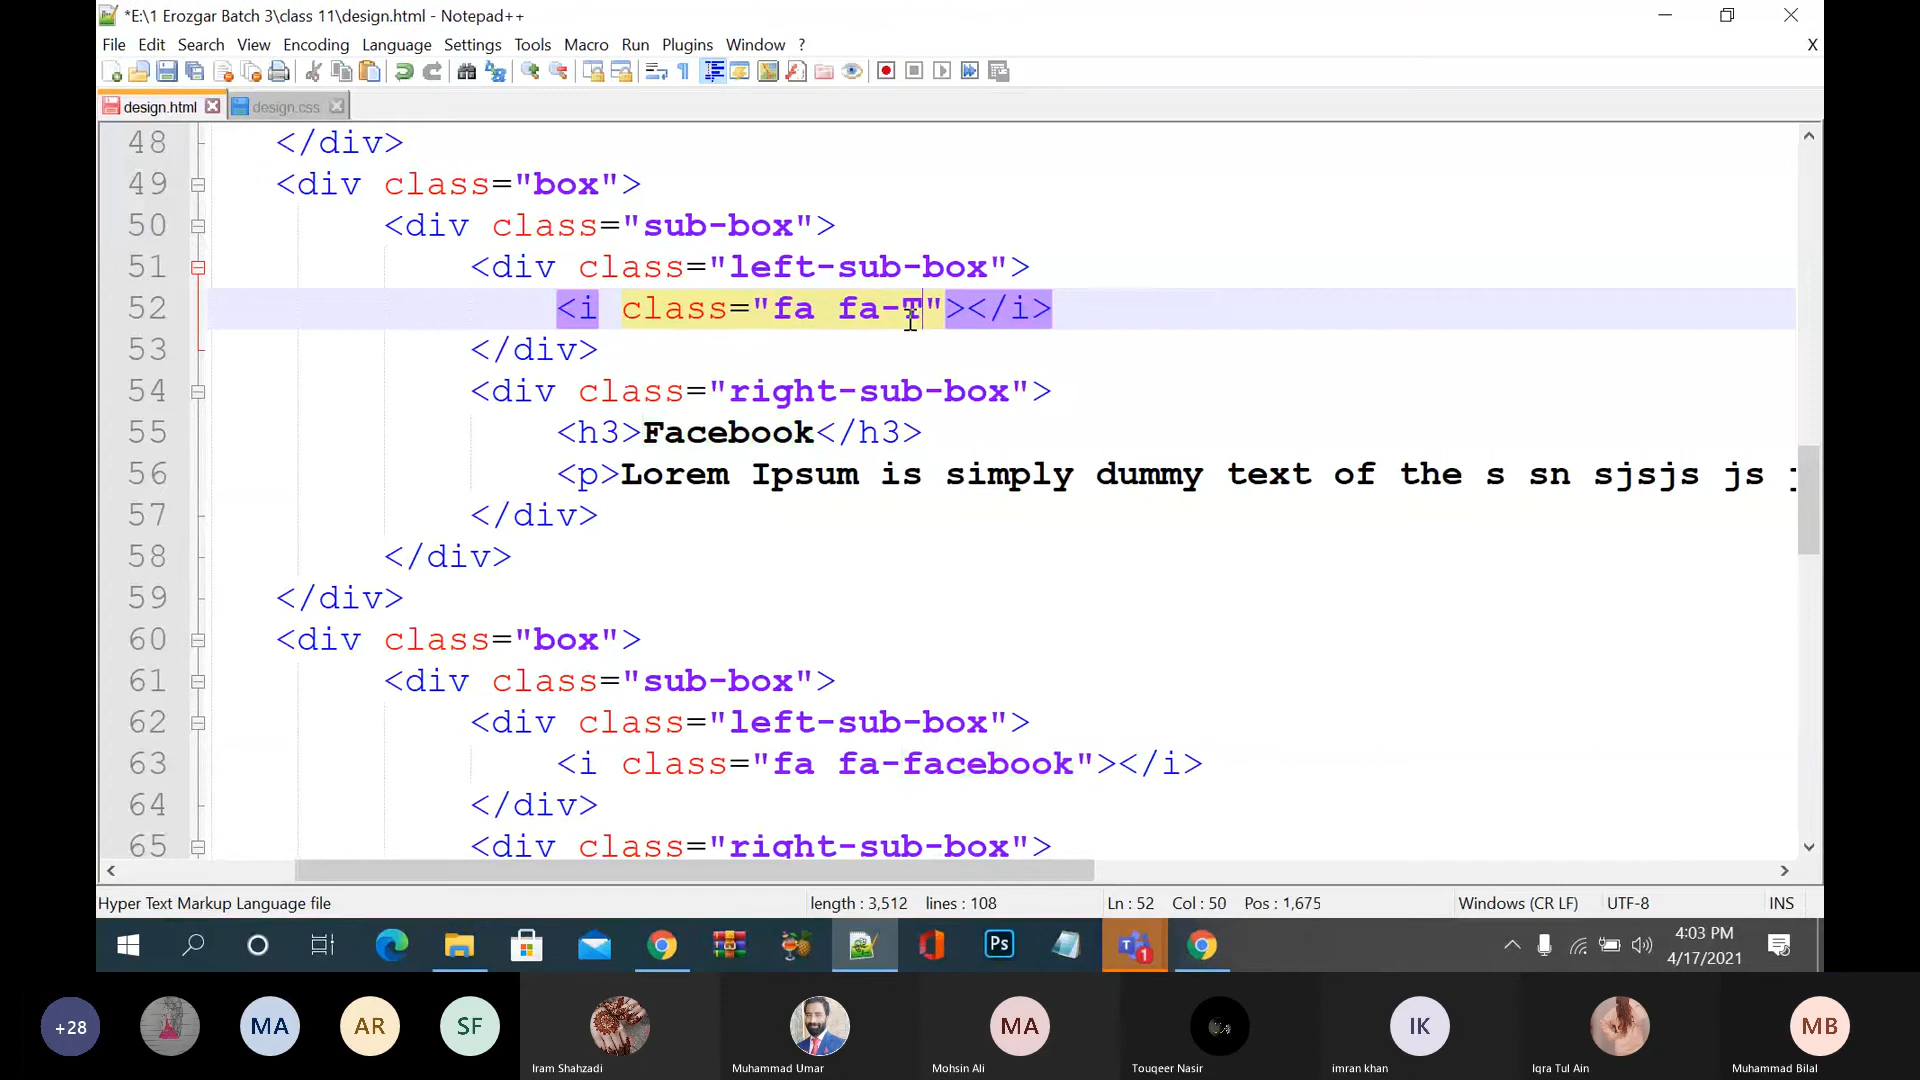 *E:\1 Erozgar Batch 3\class 11\design.html - Notepad++
File Edit Search View Encoding Language Settings Tools Macro Run Plugins Window ? X
design.html design.css
48 </div>
49 <div class="box">
50 <div class="sub-box">
51 <div class="left-sub-box">
52 <i class="fa fa-T"></i>
53 </div>
54 <div class="right-sub-box">
55 <h3>Facebook</h3>
56 <p>Lorem Ipsum is simply dummy text of the s sn sjsjs js
57 </div>
58 </div>
59 </div>
60 <div class="box">
61 <div class="sub-box">
62 <div class="left-sub-box">
63 <i class="fa fa-facebook"></i>
64 </div>
65 <div class="right-sub-box">
Hyper Text Markup Language file length : 3,512 lines : 108 Ln : 52 Col : 50 Pos : 1,675 Windows (CR LF) UTF-8 INS
Ps 1 4:03 PM
4/17/2021
+28 MA AR SF MA IK MB
Iram Shahzadi Muhammad Umar Mohsin Ali Touqeer Nasir imran khan Iqra Tul Ain Muhammad Bilal